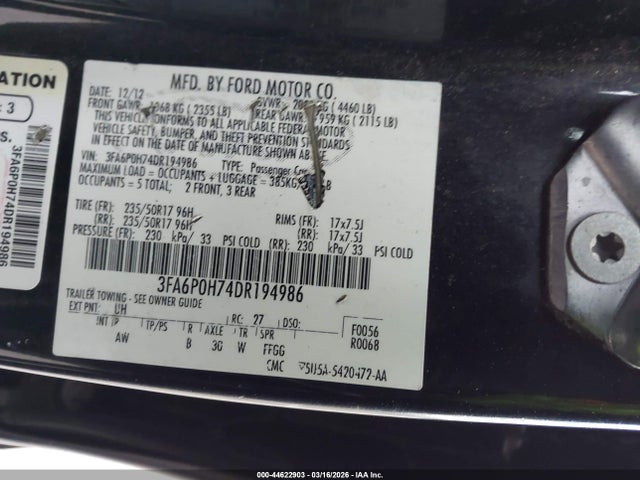 ATION
: 3
S.
3FA6P0H74DR194986
MFD. BY FORD MOTOR CO.
DATE: 12/12
GVWR: KG ( 4460 LB)
FRONT GAWR: 1068 KG ( 2355 LB)
REAR GAWR: 959 KG ( 2115 LB)
THIS VEHICLE CONFORMS TO ALL APPLICABLE FEDERAL MOTOR
VEHICLE SAFETY, BUMPER, AND THEFT PREVENTION STANDARDS
IN EFFECT ON THE DATE OF MANUFACTURE SHOWN ABOVE.
VIN: 3FA6P0H74DR194986 TYPE: Passenger
MAXIMUM LOAD = OCCUPANTS + LUGGAGE = 385KG/
OCCUPANTS = 5 TOTAL; 2 FRONT, 3 REAR
TIRE (FR): 235/50R17 96H RIMS (FR): 17x7.5J
(RR): 235/50R17 96H (RR): 17x7.5J
PRESSURE (FR): 230 kPa/ 33 PSI COLD (RR): 230 kPa/ 33 PSI COLD
3FA6P0H74DR194986
TRAILER TOWING - SEE OWNER GUIDE
EXT PNT: UH RC: 27 DSO: F0056
R0068
INT TP/PS R AXLE TR SPR
AW B 30 W FFGG
CMC 5U5A-5420472-AA
000-44622903 - 03/16/2026 - IAA Inc.